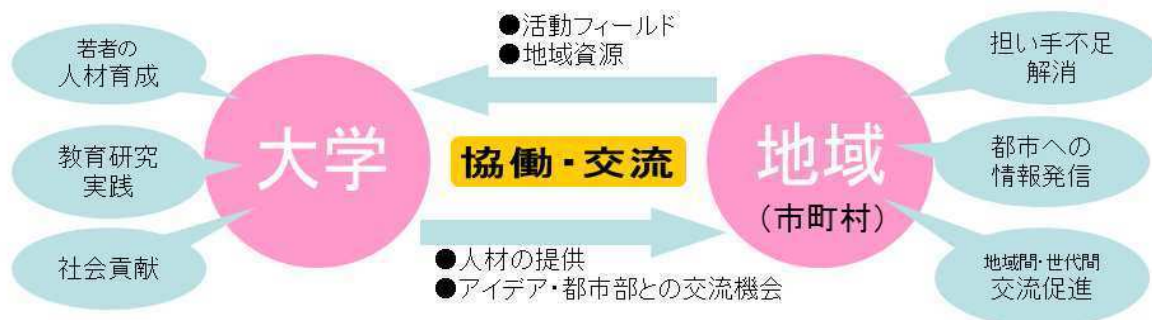 ●活動フィールド
●地域資源
若者の
人材育成
教育研究
実践
社会貢献
大学
協働・交流
地域
（市町村）
担い手不足
解消
都市への
情報発信
地域間・世代間
交流促進
●人材の提供
●アイデア・都市部との交流機会